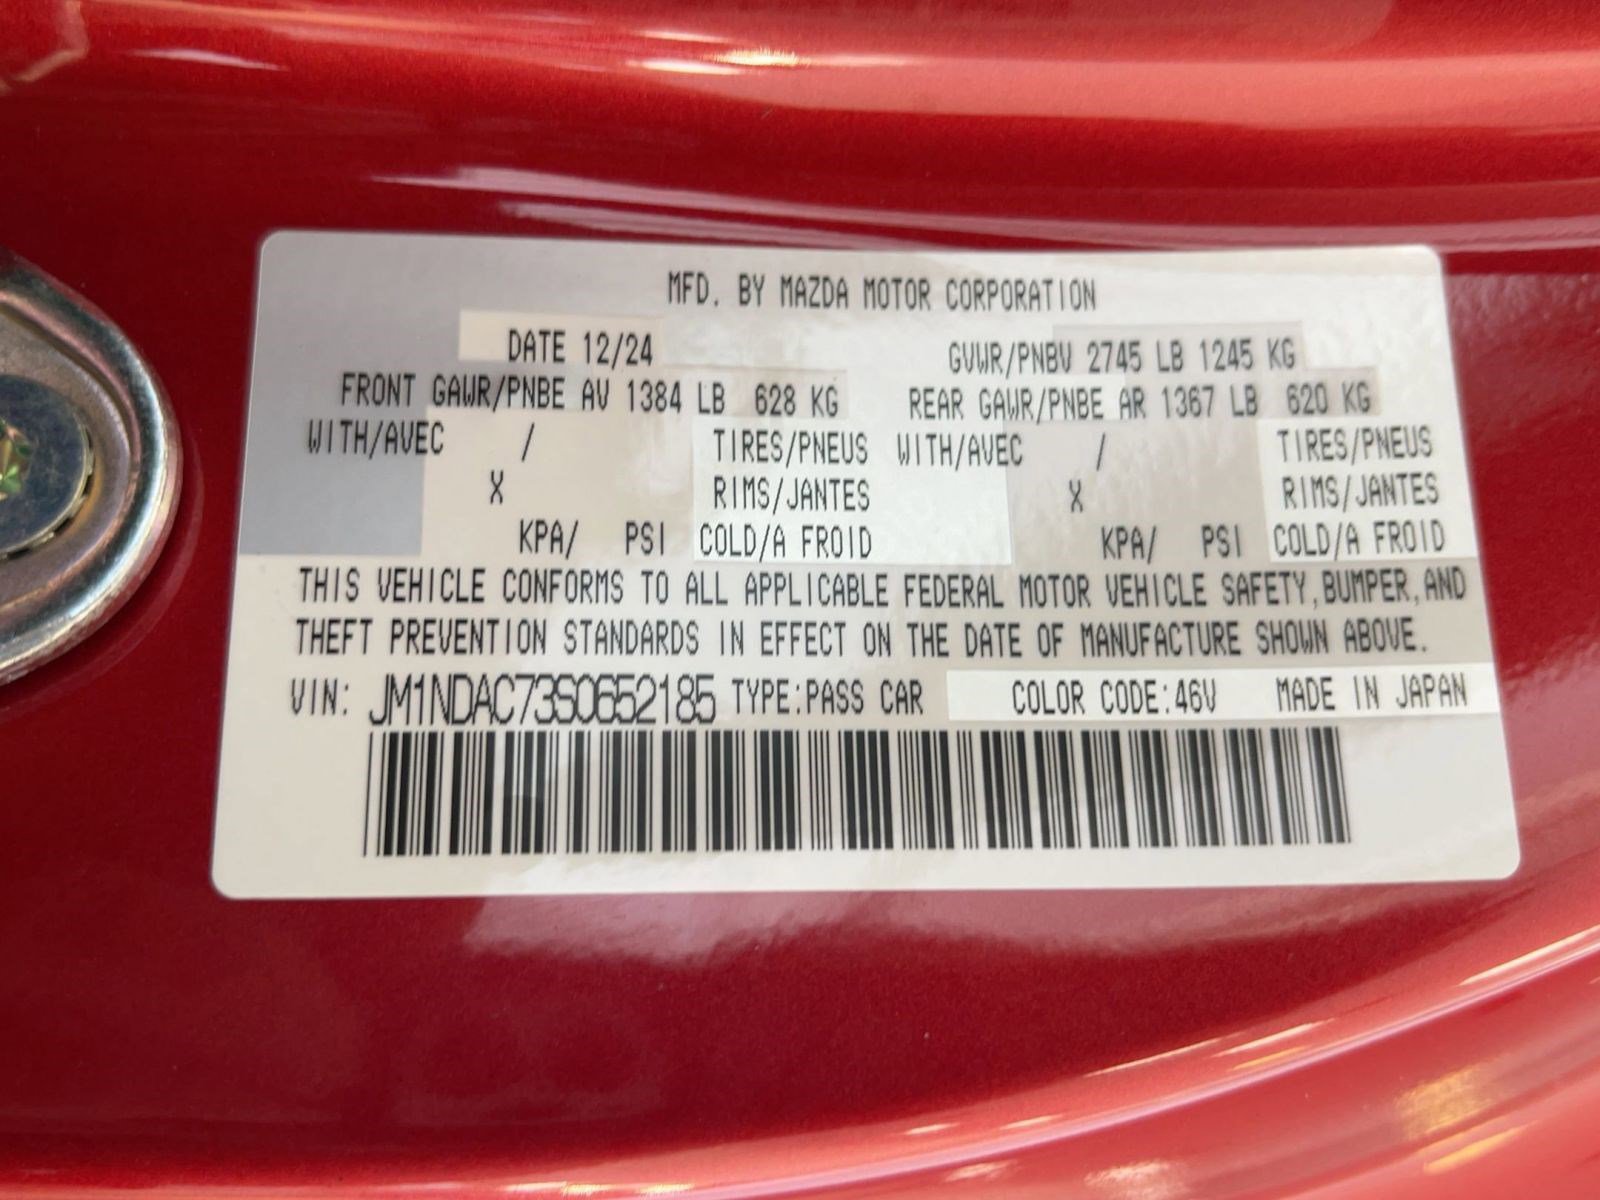 MFD. BY MAZDA MOTOR CORPORATION
DATE 12/24 GVWR/PNBV 2745 LB 1245 KG
FRONT GAWR/PNBE AV 1384 LB 628 KG REAR GAWR/PNBE AR 1367 LB 620 KG
WITH/AVEC / TIRES/PNEUS WITH/AVEC / TIRES/PNEUS
X RIMS/JANTES X RIMS/JANTES
KPA/ PSI COLD/A FROID KPA/ PSI COLD/A FROID
THIS VEHICLE CONFORMS TO ALL APPLICABLE FEDERAL MOTOR VEHICLE SAFETY,BUMPER,AND
THEFT PREVENTION STANDARDS IN EFFECT ON THE DATE OF MANUFACTURE SHOWN ABOVE.
VIN: JM1NDAC73S0652185 TYPE:PASS CAR COLOR CODE:46V MADE IN JAPAN